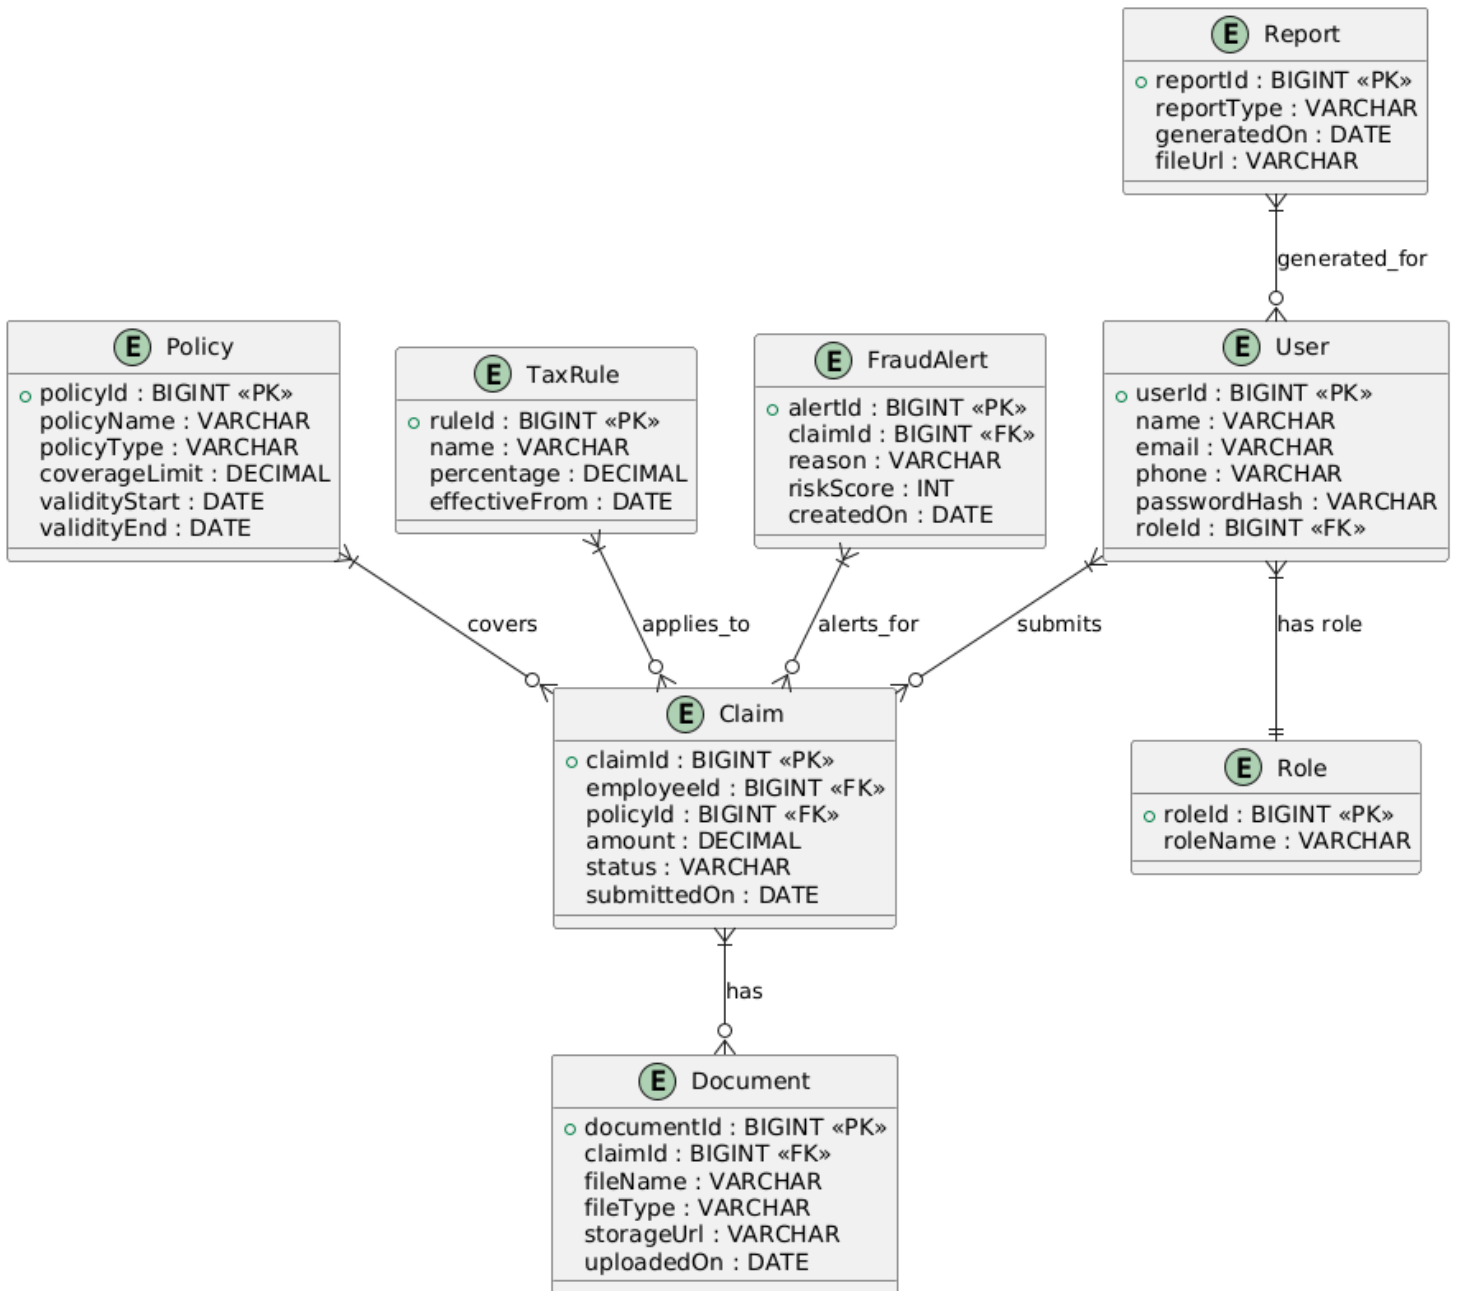 E Report
reportId : BIGINT «PK»
reportType : VARCHAR
generatedOn : DATE
fileUrl : VARCHAR
generated_for
E Policy
policyId : BIGINT «PK»
policyName : VARCHAR
policyType : VARCHAR
coverageLimit : DECIMAL
validityStart : DATE
validityEnd : DATE
E TaxRule
ruleId : BIGINT «PK»
name : VARCHAR
percentage : DECIMAL
effectiveFrom : DATE
E FraudAlert
alertId : BIGINT «PK»
claimId : BIGINT «FK»
reason : VARCHAR
riskScore : INT
createdOn : DATE
E User
userId : BIGINT «PK»
name : VARCHAR
email : VARCHAR
phone : VARCHAR
passwordHash : VARCHAR
roleId : BIGINT «FK»
covers
applies_to
alerts_for
submits
has role
E Claim
claimId : BIGINT «PK»
employeeId : BIGINT «FK»
policyId : BIGINT «FK»
amount : DECIMAL
status : VARCHAR
submittedOn : DATE
E Role
roleId : BIGINT «PK»
roleName : VARCHAR
has
E Document
documentId : BIGINT «PK»
claimId : BIGINT «FK»
fileName : VARCHAR
fileType : VARCHAR
storageUrl : VARCHAR
uploadedOn : DATE